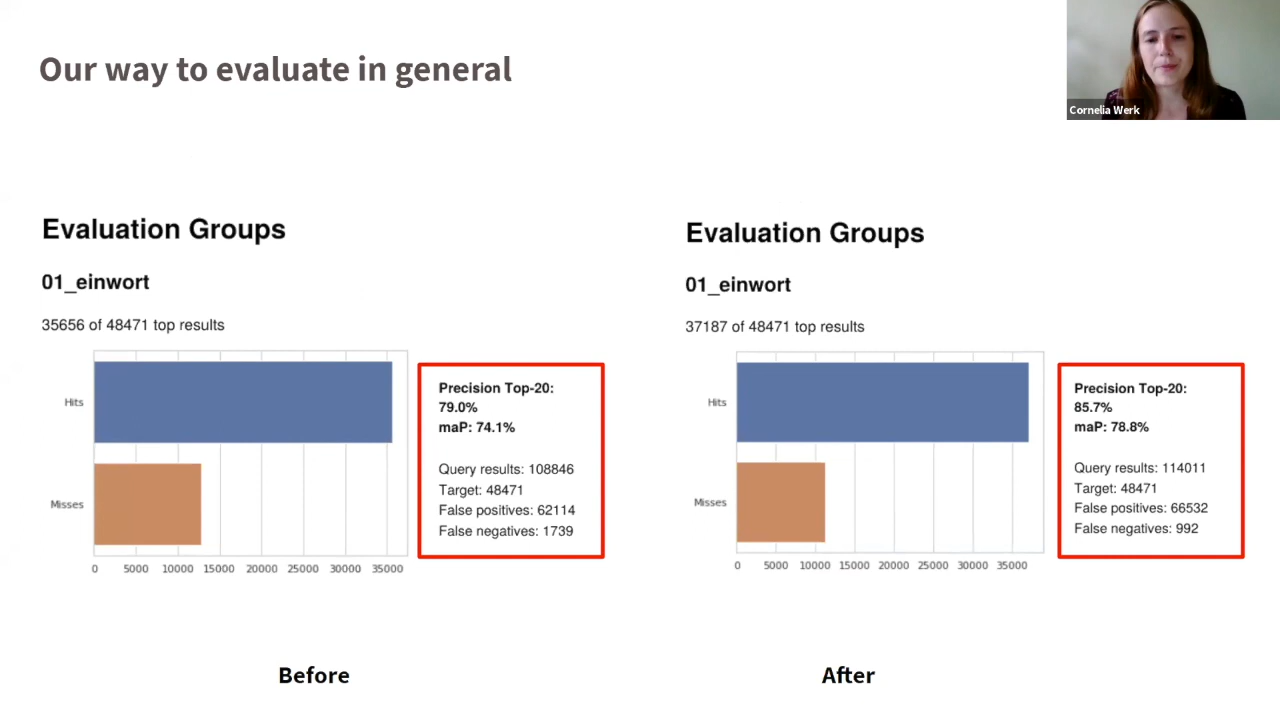 Our way to evaluate in general
Cornelia Werk
Evaluation Groups
01_einwort
35656 of 48471 top results
Hits
Misses
0 5000 10000 15000 20000 25000 30000 35000
Precision Top-20:
79.0%
maP: 74.1%
Query results: 108846
Target: 48471
False positives: 62114
False negatives: 1739
Before
Evaluation Groups
01_einwort
37187 of 48471 top results
Hits
Misses
0 5000 10000 15000 20000 25000 30000 35000
Precision Top-20:
85.7%
maP: 78.8%
Query results: 114011
Target: 48471
False positives: 66532
False negatives: 992
After